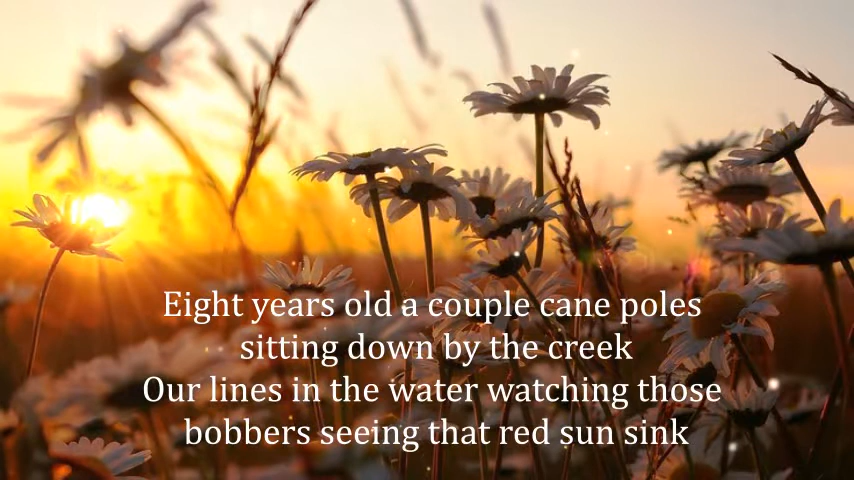 Eight years old a couple cane poles
sitting down by the creek
Our lines in the water watching those
bobbers seeing that red sun sink